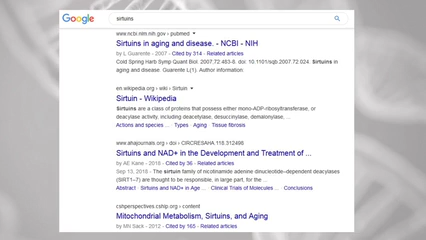 Google
sirtuins
www.ncbi.nlm.nih.gov › pubmed
Sirtuins in aging and disease. - NCBI - NIH
by L Guarente - 2007 - Cited by 314 - Related articles
Cold Spring Harb Symp Quant Biol. 2007;72:483-8. doi: 10.1101/sqb.2007.72.024. Sirtuins in
aging and disease. Guarente L(1). Author information:
en.wikipedia.org › wiki › Sirtuin
Sirtuin - Wikipedia
Sirtuins are a class of proteins that possess either mono-ADP-ribosyltransferase, or
deacylase activity, including deacetylase, desuccinylase, demalonylase, ...
Actions and species ... · Types · Aging · Tissue fibrosis
www.ahajournals.org › doi › CIRCRESAHA.118.312498
Sirtuins and NAD+ in the Development and Treatment of ...
by AE Kane - 2018 - Cited by 36 - Related articles
Sep 13, 2018 - The sirtuin family of nicotinamide adenine dinucleotide–dependent deacylases
(SIRT1–7) are thought to be responsible, in large part, for the ...
Abstract · Sirtuins and NAD+ in Age ... · Clinical Trials of Molecules ... · Conclusions
cshperspectives.cship.org › content
Mitochondrial Metabolism, Sirtuins, and Aging
by MN Sack - 2012 - Cited by 165 - Related articles